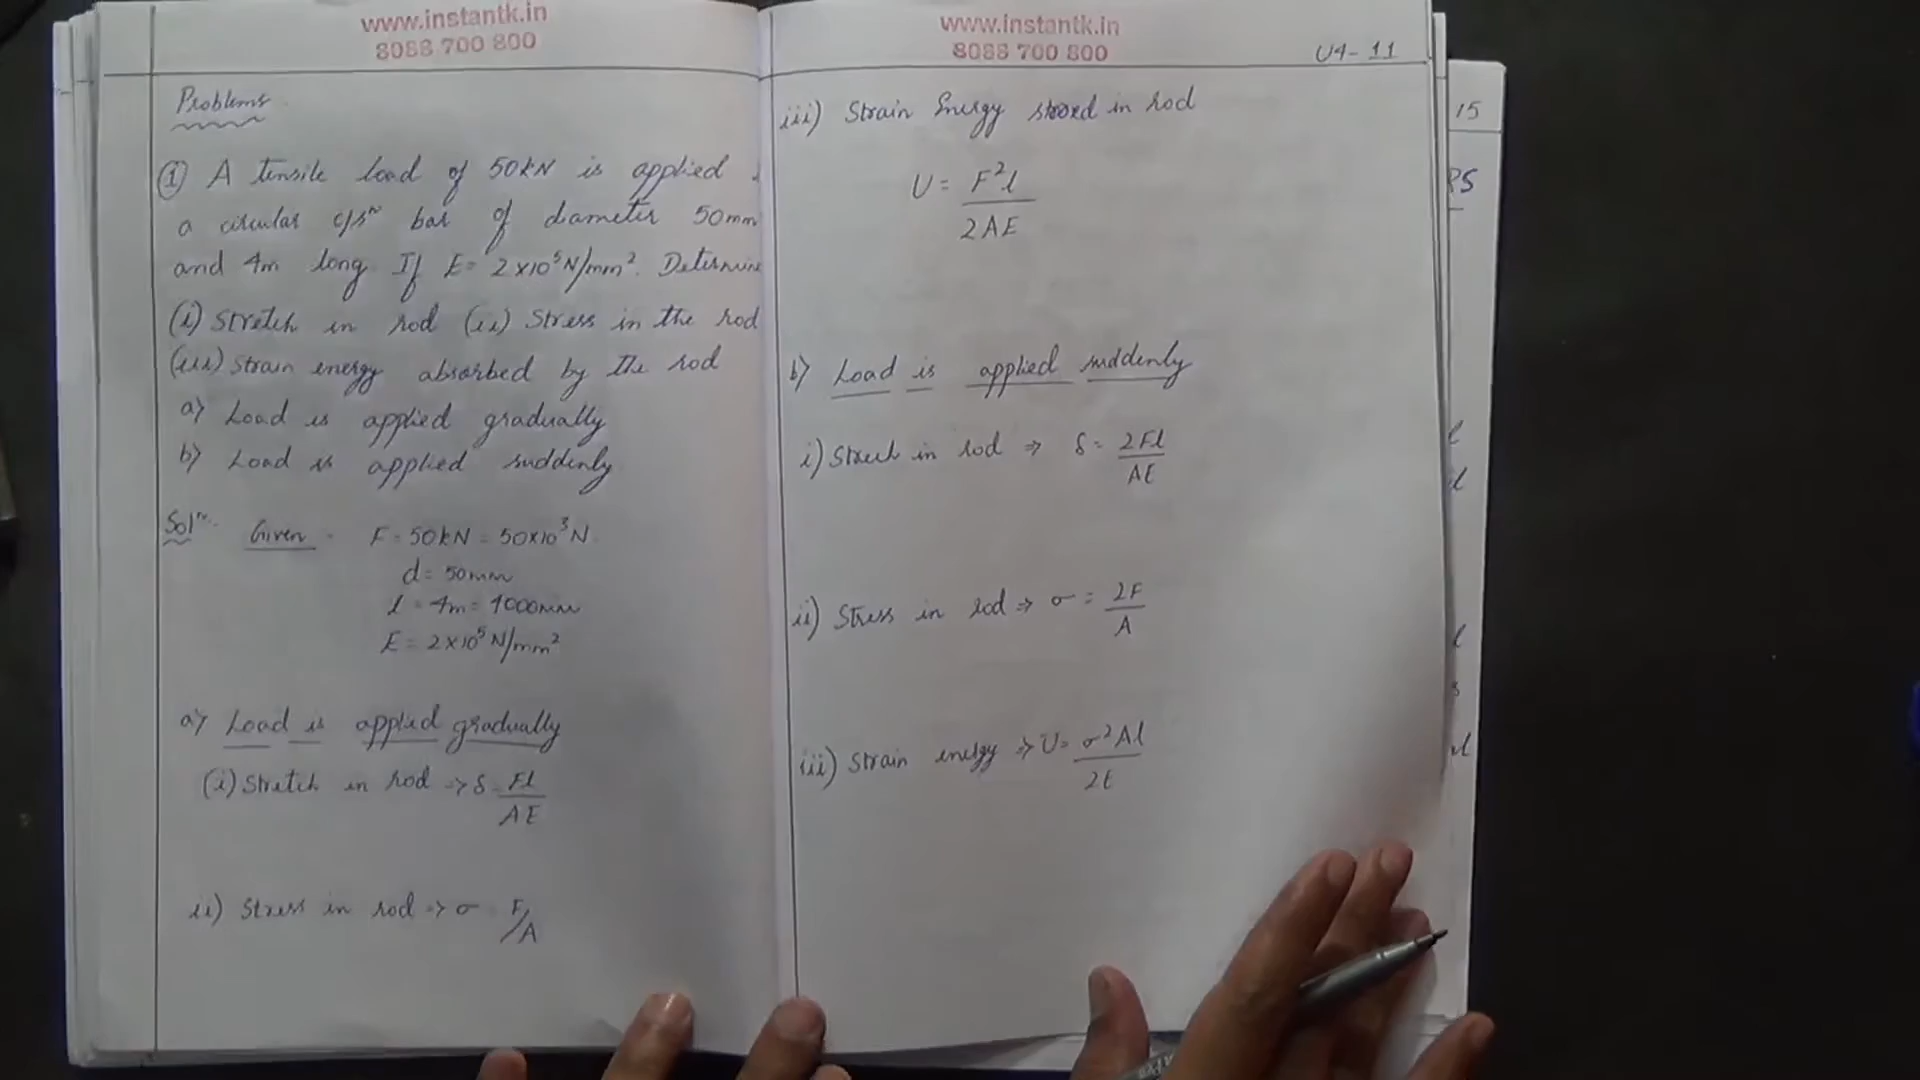 www.instantk.in
8088 700 800
Problems
① A tensile load of 50kN is applied
a circular c/sⁿ bar of diameter 50mm
and 4m long If E = 2×10⁵N/mm². Determine
(i) Stretch in rod (ii) Stress in the rod
(iii) Strain energy absorbed by the rod
a) Load is applied gradually
b) Load is applied suddenly
Solⁿ. Given - F = 50kN = 50×10³N
d = 50mm
l = 4m = 4000mm
E = 2×10⁵N/mm²
a) Load is applied gradually
(i) Stretch in rod => δ = Fl
AE
ii) Stress in rod => σ = F/A
www.instantk.in
8088 700 800
U4-11
iii) Strain Energy stored in rod
U = F²l
2AE
b) Load is applied suddenly
i) Strech in rod => δ = 2Fl
AE
ii) Stress in rod => σ = 2F
A
iii) Strain energy => U = σ²Al
2E
15